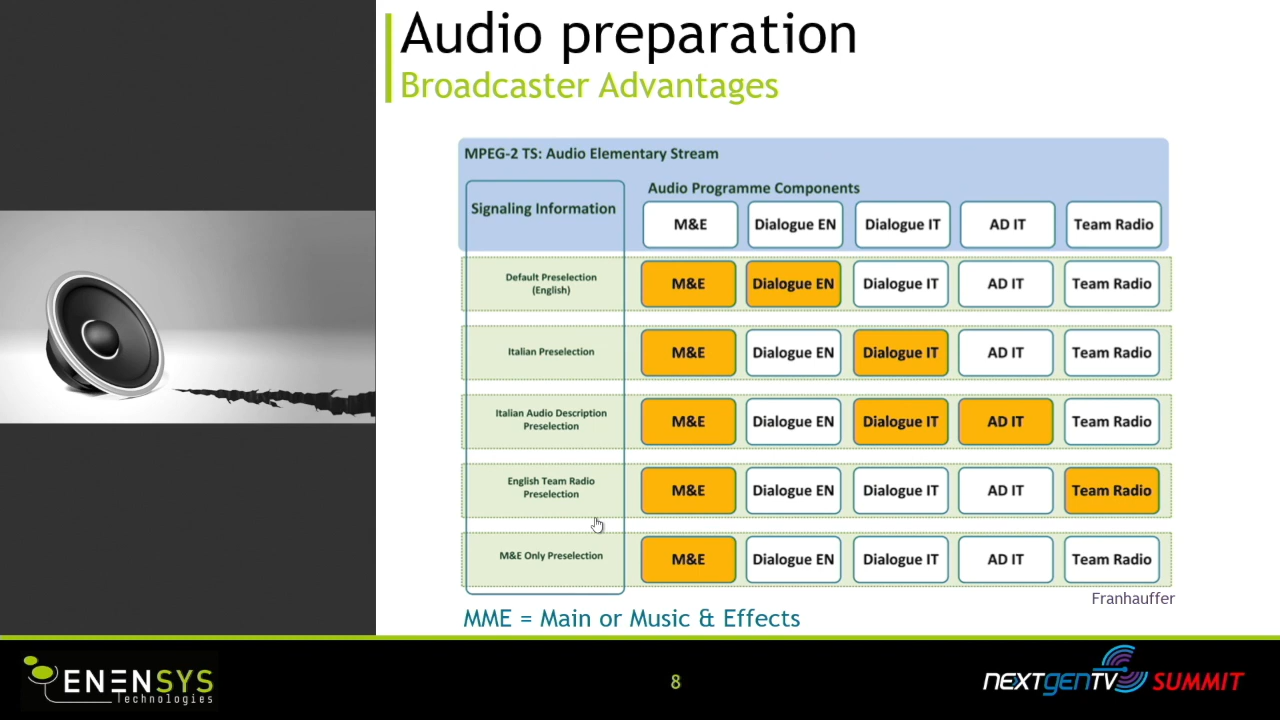 Audio preparation
Broadcaster Advantages
MPEG-2 TS: Audio Elementary Stream
Signaling Information
Audio Programme Components
M&E Dialogue EN Dialogue IT AD IT Team Radio
Default Preselection
(English)
M&E Dialogue EN Dialogue IT AD IT Team Radio
Italian Preselection
M&E Dialogue EN Dialogue IT AD IT Team Radio
Italian Audio Description
Preselection
M&E Dialogue EN Dialogue IT AD IT Team Radio
English Team Radio
Preselection
M&E Dialogue EN Dialogue IT AD IT Team Radio
M&E Only Preselection
M&E Dialogue EN Dialogue IT AD IT Team Radio
Franhauffer
MME = Main or Music & Effects
ENENSYS
Technologies
8
NEXTGENTV SUMMIT